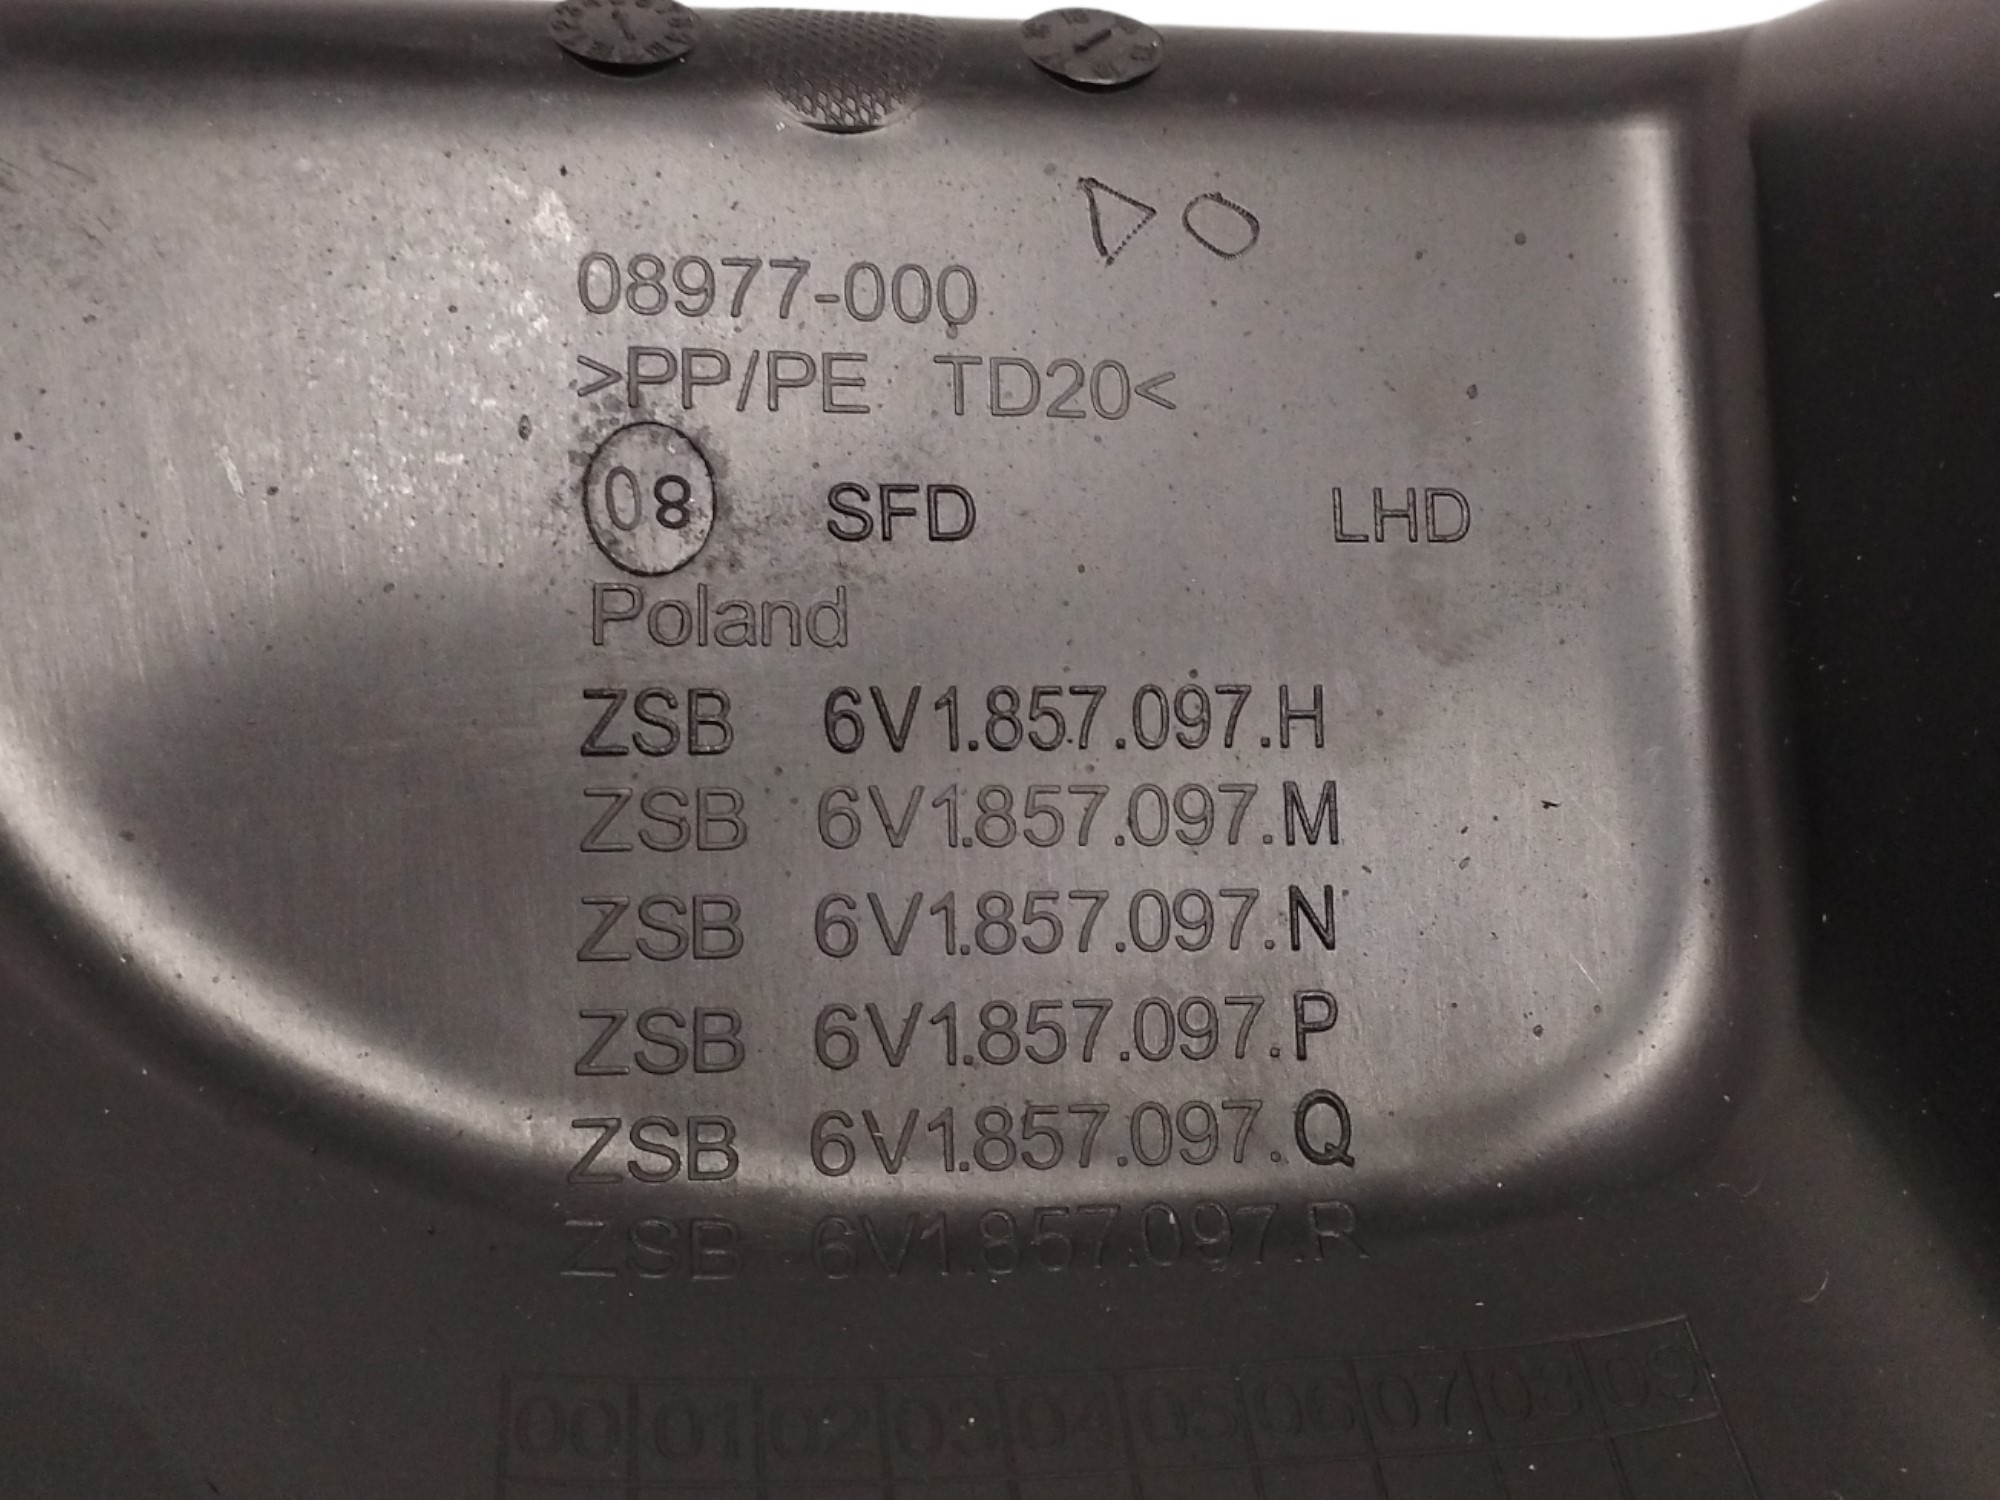 08977-000
>PP/PE TD20<
08 SFD LHD
Poland
ZSB 6V1.857.097.H
ZSB 6V1.857.097.M
ZSB 6V1.857.097.N
ZSB 6V1.857.097.P
ZSB 6V1.857.097.Q
ZSB 6V1.857.097.R
00 01 02 03 04 05 06 07 08 09